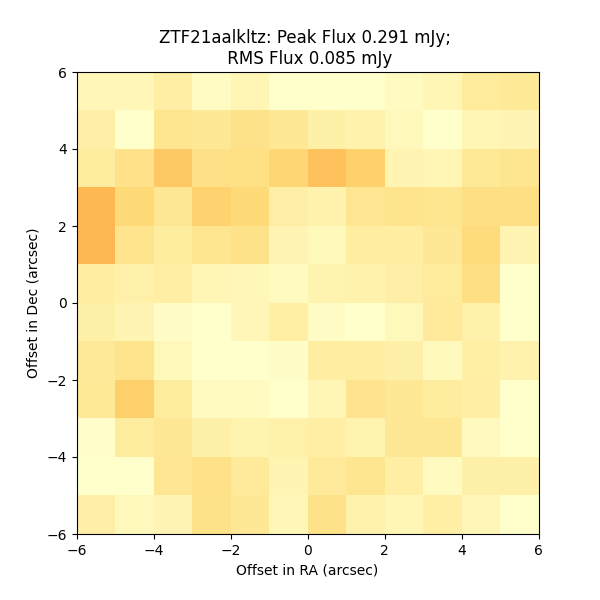 ZTF21aalkltz: Peak Flux 0.291 mJy;
RMS Flux 0.085 mJy
6
4
2
0
−2
−4
−6
Offset in Dec (arcsec)
−6 −4 −2 0 2 4 6
Offset in RA (arcsec)